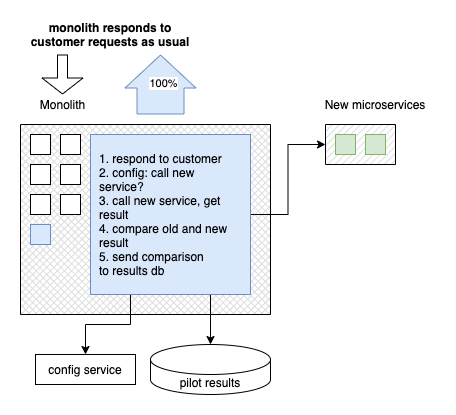 monolith responds to
customer requests as usual
100%
Monolith
New microservices
1. respond to customer
2. config: call new
service?
3. call new service, get
result
4. compare old and new
result
5. send comparison
to results db
config service
pilot results